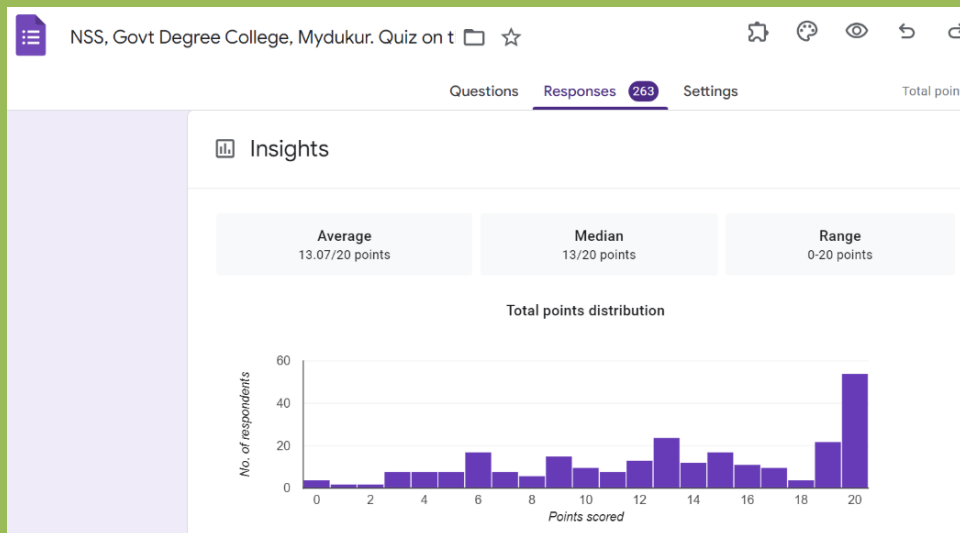 NSS, Govt Degree College, Mydukur. Quiz on t
Questions Responses 263 Settings Total poin
Insights
Average Median Range
13.07/20 points 13/20 points 0-20 points
Total points distribution
60
40
20
0
No. of respondents
0 2 4 6 8 10 12 14 16 18 20
Points scored